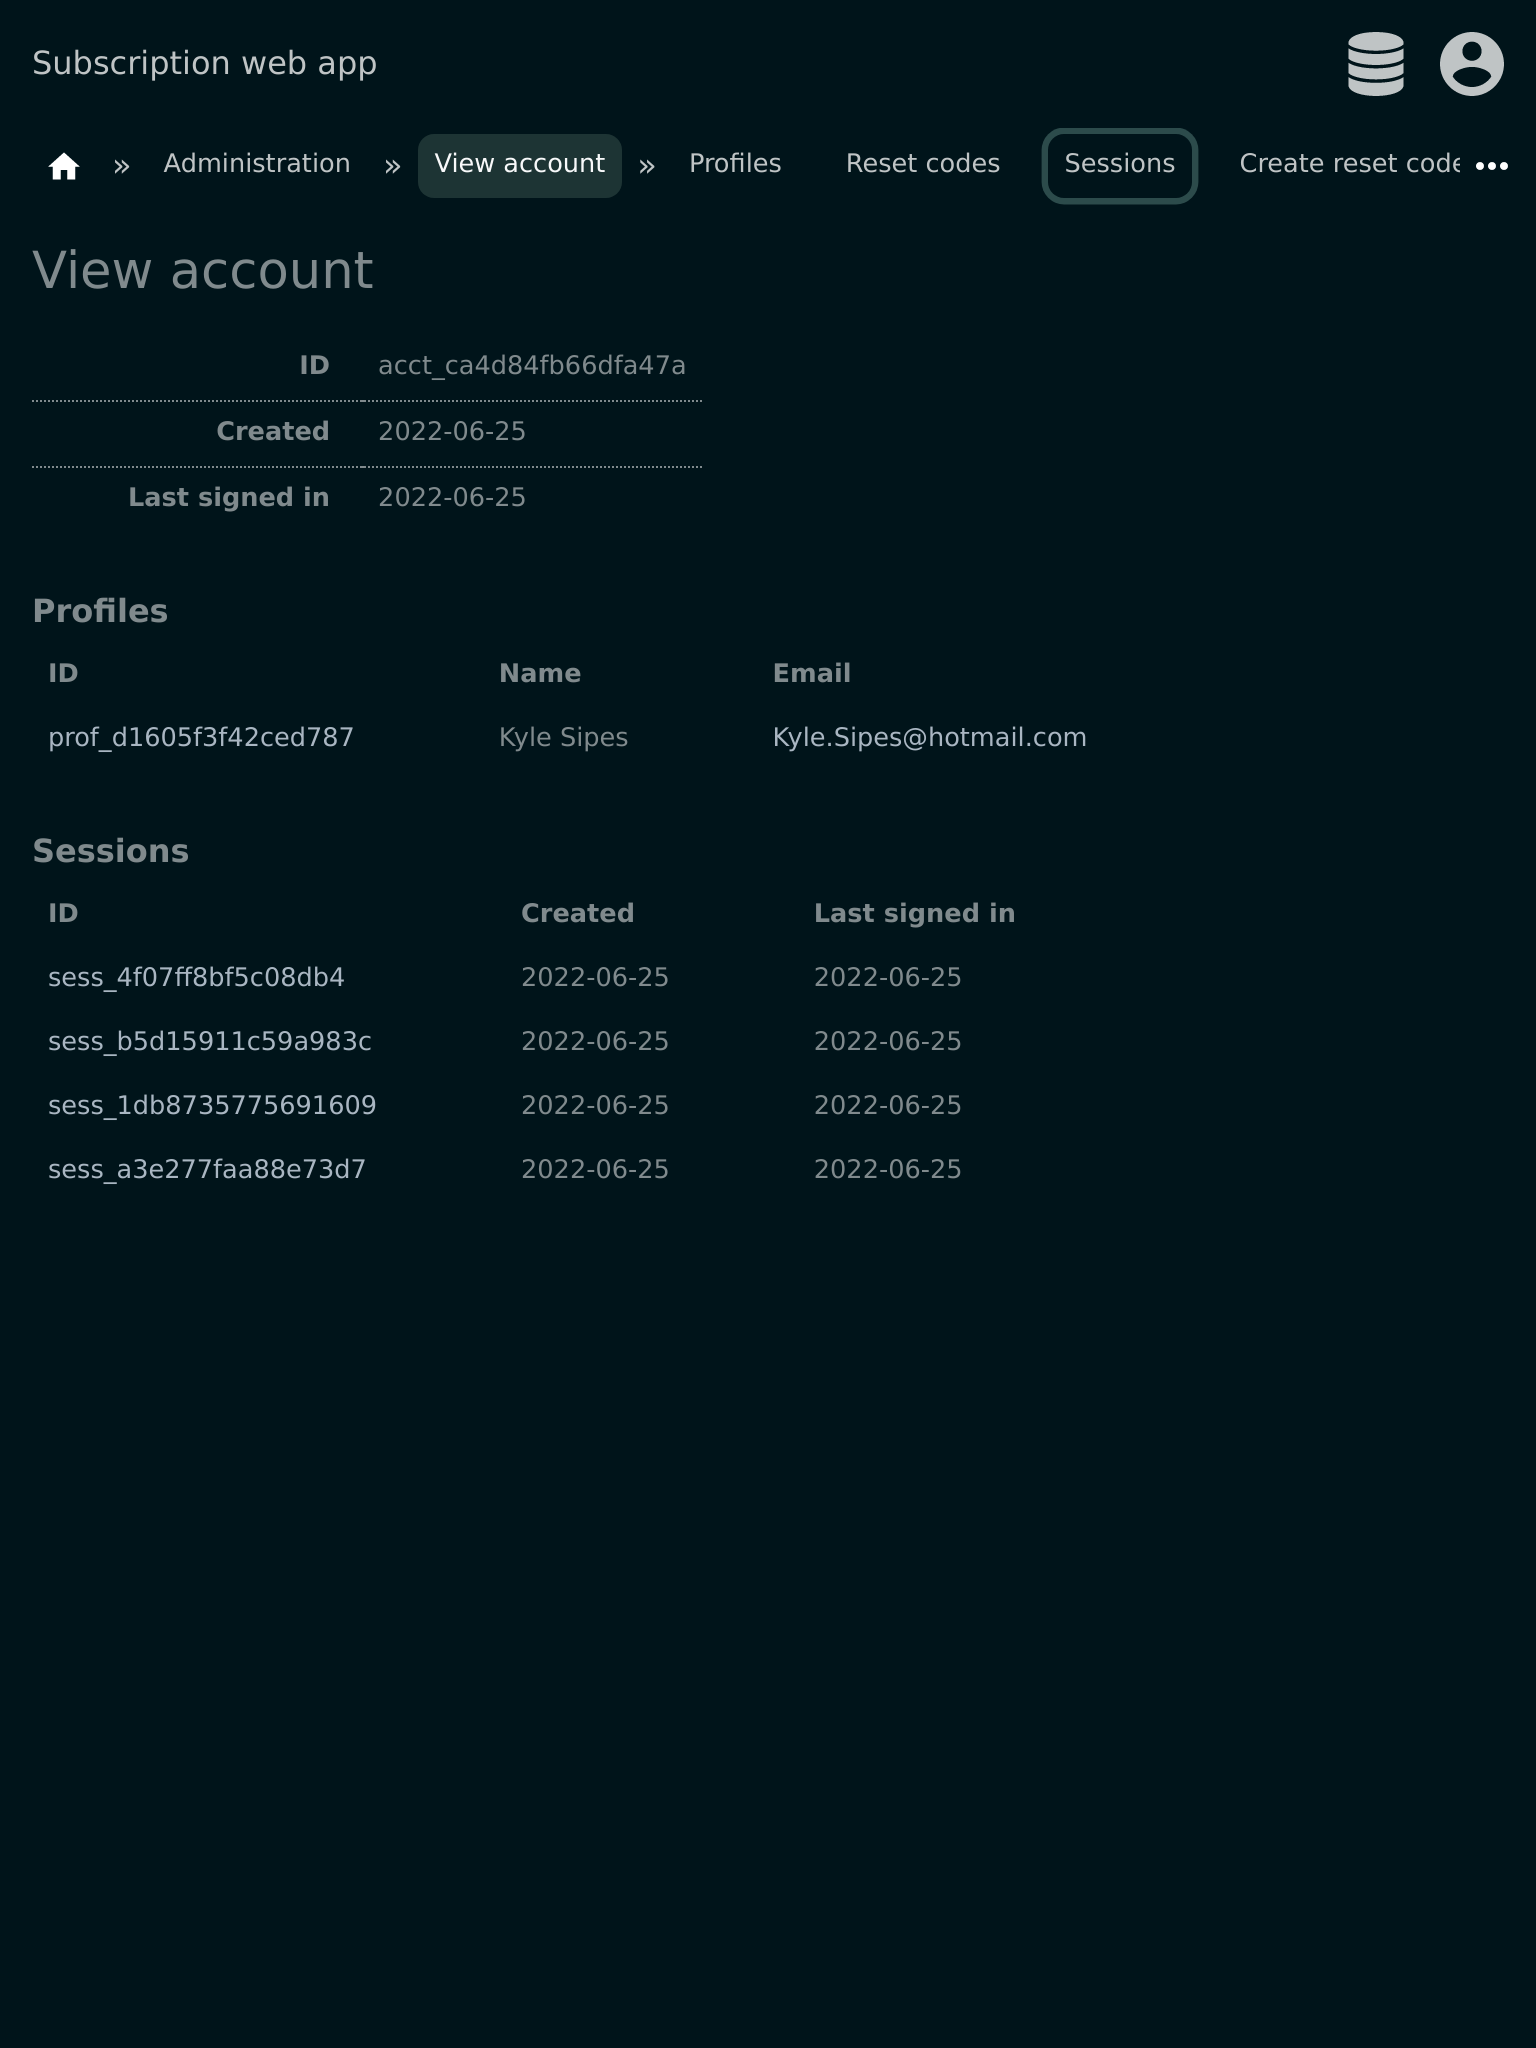 Subscription web app
» Administration » View account » Profiles Reset codes Sessions Create reset code
View account
ID acct_ca4d84fb66dfa47a
Created 2022-06-25
Last signed in 2022-06-25
Profiles
ID Name Email
prof_d1605f3f42ced787 Kyle Sipes Kyle.Sipes@hotmail.com
Sessions
ID Created Last signed in
sess_4f07ff8bf5c08db4 2022-06-25 2022-06-25
sess_b5d15911c59a983c 2022-06-25 2022-06-25
sess_1db8735775691609 2022-06-25 2022-06-25
sess_a3e277faa88e73d7 2022-06-25 2022-06-25